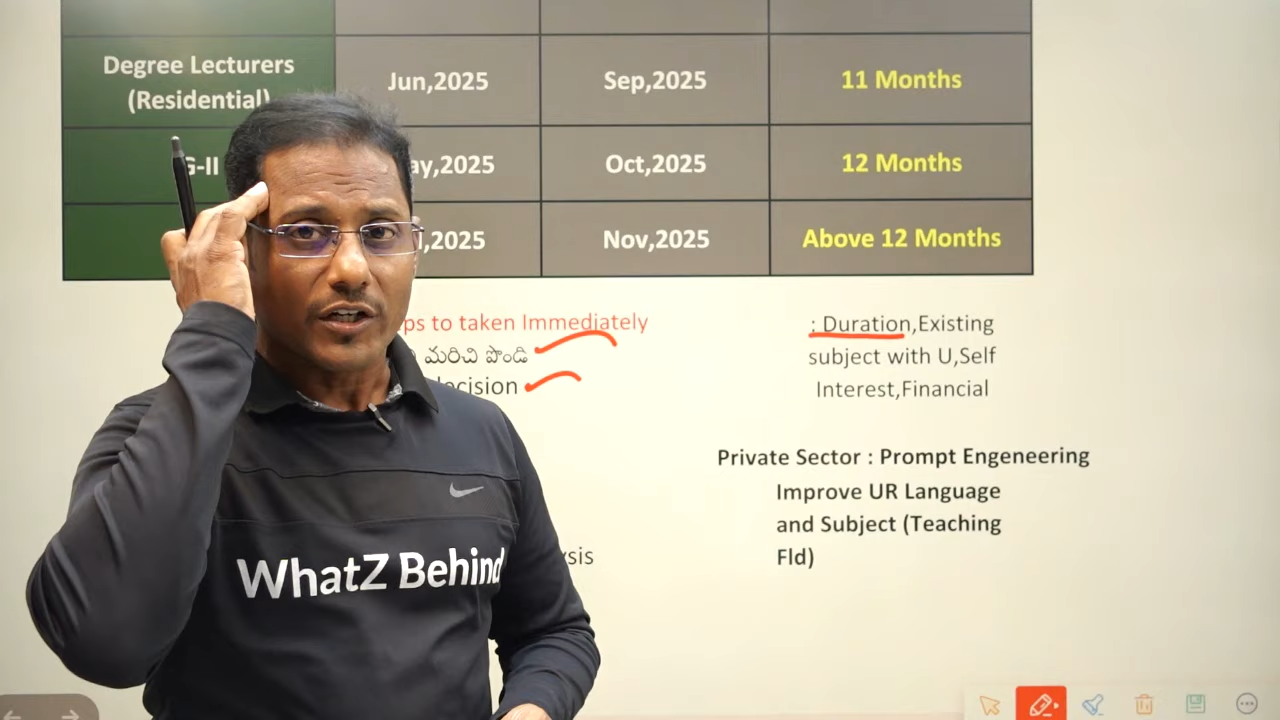 Degree Lecturers
(Residential)
Jun,2025
Sep,2025
11 Months
G-II
ay,2025
Oct,2025
12 Months
,2025
Nov,2025
Above 12 Months
ps to taken Immediately
మరిచి పొండి
decision
: Duration,Existing
subject with U,Self
Interest,Financial
Private Sector : Prompt Engeneering
Improve UR Language
and Subject (Teaching
Fld)
ysis
WhatZ Behind